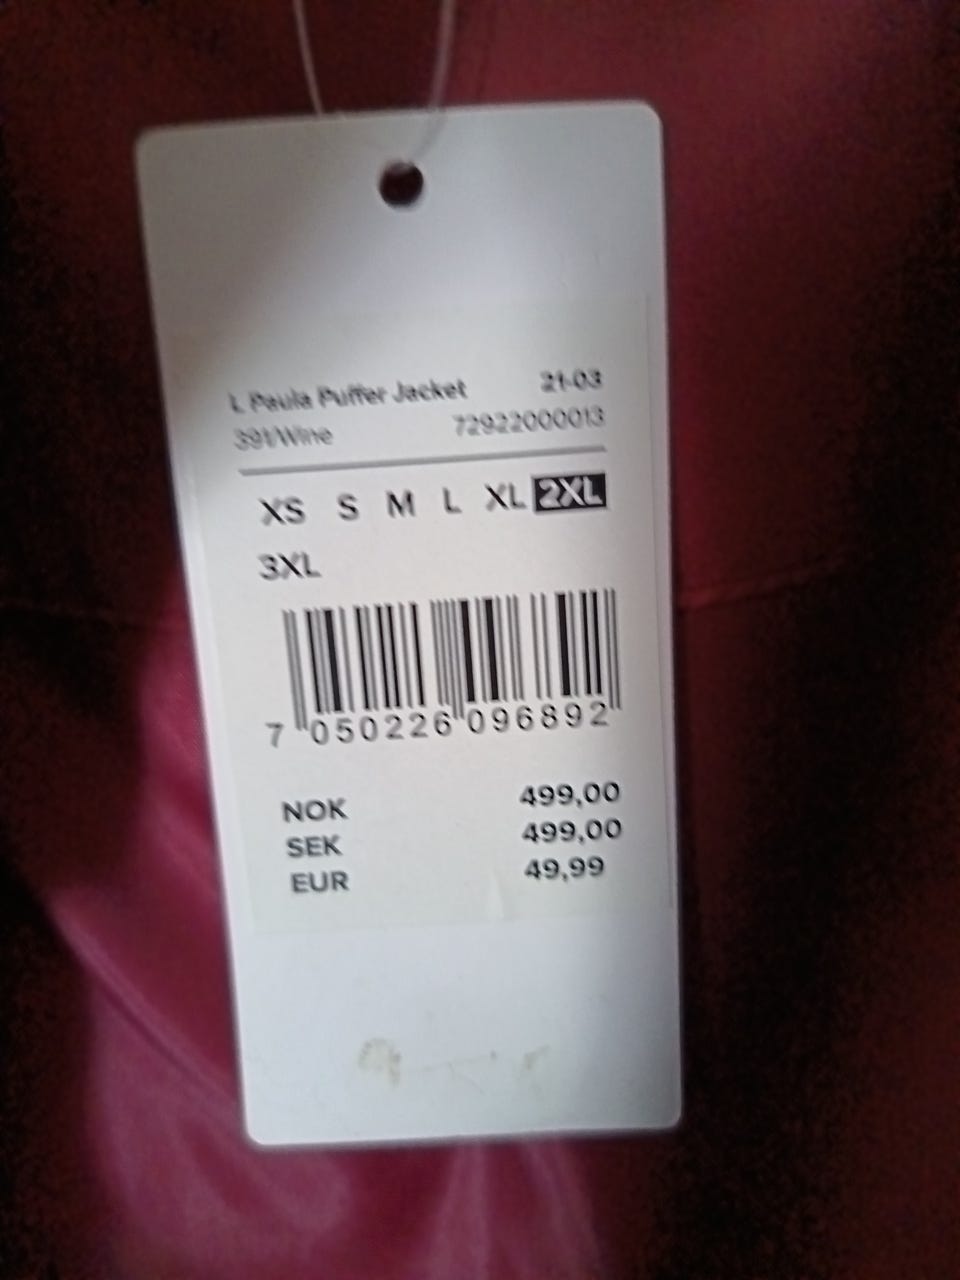 L Paula Puffer Jacket 21-03
391/Wine 72922000013
XS S M L XL 2XL
3XL
7 050226 096892
NOK 499,00
SEK 499,00
EUR 49,99